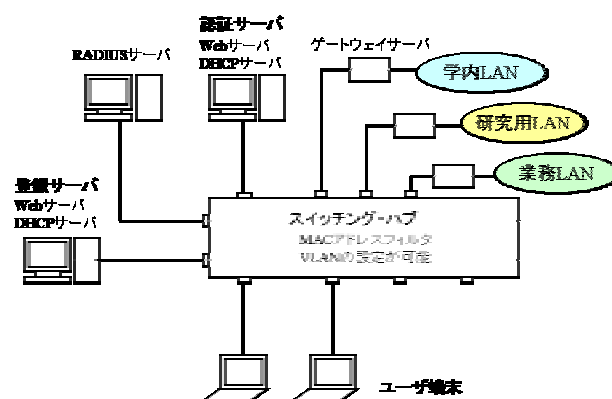 認証サーバ
Webサーバ
DHCPサーバ
RADIUSサーバ
ゲートウェイサーバ
学内LAN
研究用LAN
業務LAN
登録サーバ
Webサーバ
DHCPサーバ
スイッチング・ハブ
MACアドレスフィルタ
VLANの設定が可能
ユーザ端末